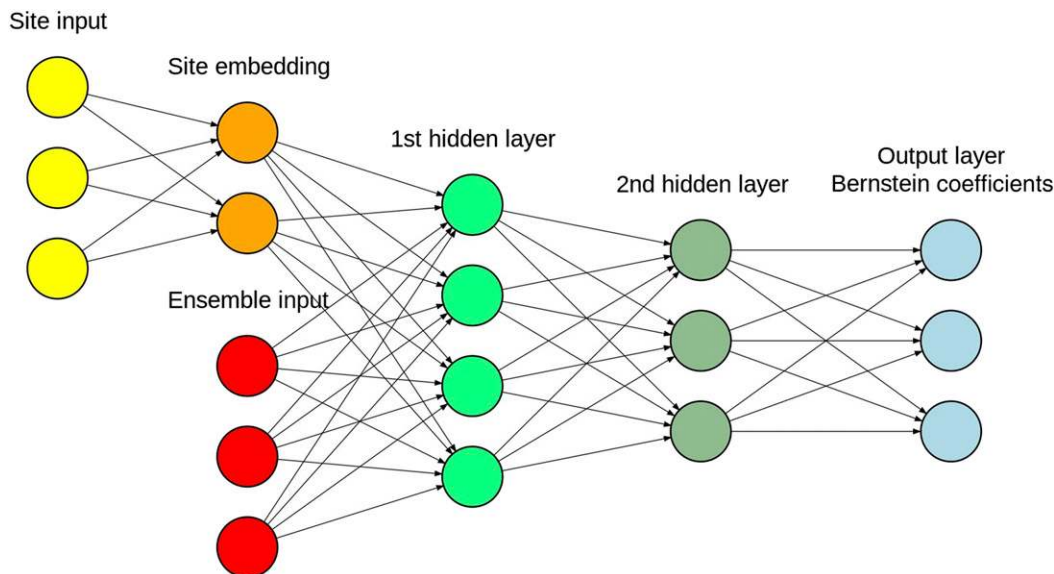 Site input
Site embedding
1st hidden layer
2nd hidden layer
Output layer
Bernstein coefficients
Ensemble input